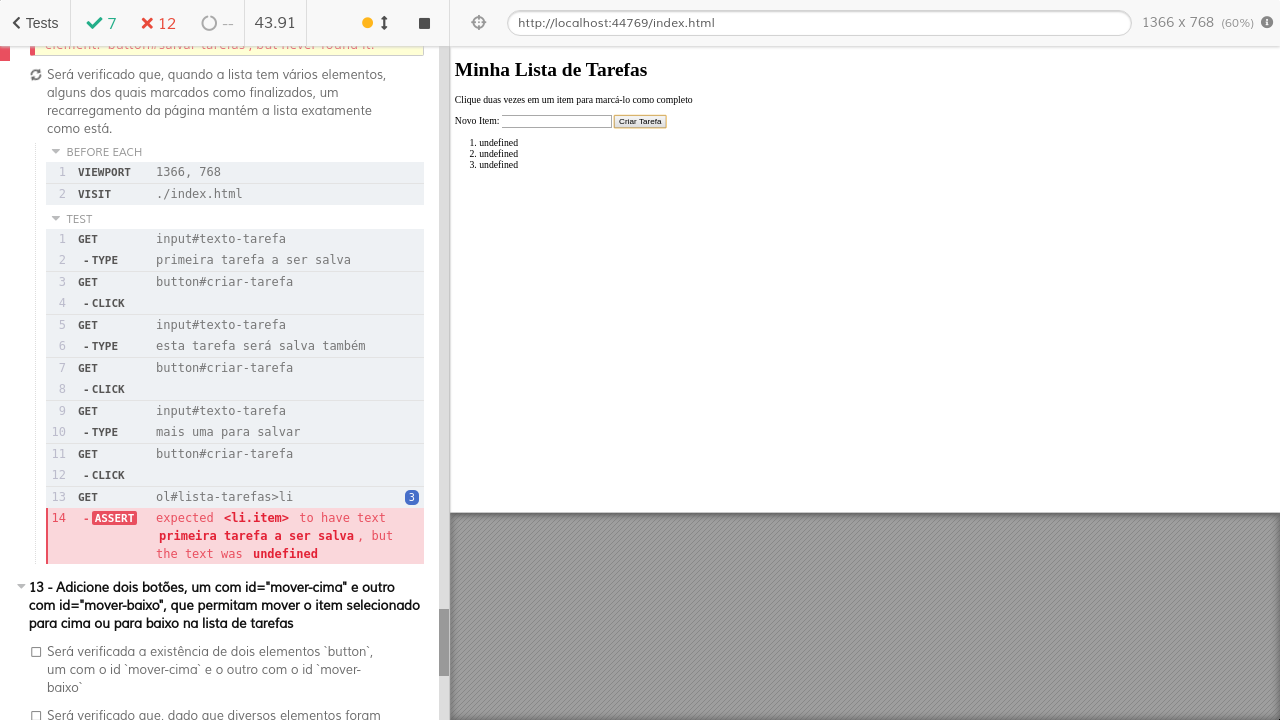 Tests
7
12
--
43.91
http://localhost:44769/index.html
1366 x 768 (60%)
element: 'button#salvar-tarefas', but never found it.
Será verificado que, quando a lista tem vários elementos,
alguns dos quais marcados como finalizados, um
recarregamento da página mantém a lista exatamente
como está.
BEFORE EACH
1 VIEWPORT 1366, 768
2 VISIT ./index.html
TEST
1 GET input#texto-tarefa
2 -TYPE primeira tarefa a ser salva
3 GET button#criar-tarefa
4 -CLICK
5 GET input#texto-tarefa
6 -TYPE esta tarefa será salva também
7 GET button#criar-tarefa
8 -CLICK
9 GET input#texto-tarefa
10 -TYPE mais uma para salvar
11 GET button#criar-tarefa
12 -CLICK
13 GET ol#lista-tarefas>li 3
14 -ASSERT expected <li.item> to have text
primeira tarefa a ser salva, but
the text was undefined
13 - Adicione dois botões, um com id="mover-cima" e outro
com id="mover-baixo", que permitam mover o item selecionado
para cima ou para baixo na lista de tarefas
Será verificada a existência de dois elementos `button`,
um com o id `mover-cima` e o outro com o id `mover-
baixo`
Será verificado que, dado que diversos elementos foram
Minha Lista de Tarefas
Clique duas vezes em um item para marcá-lo como completo
Novo Item: Criar Tarefa
1. undefined
2. undefined
3. undefined